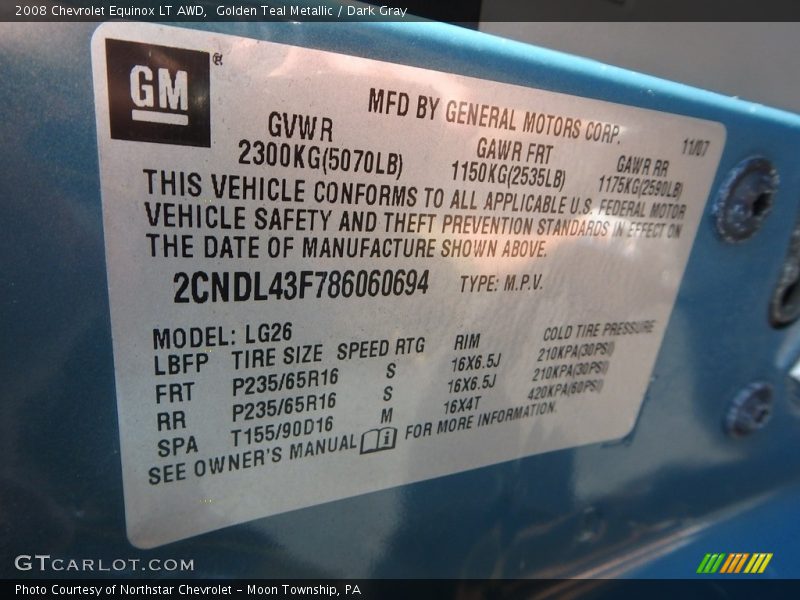 2008 Chevrolet Equinox LT AWD,  Golden Teal Metallic / Dark Gray
GM®
MFD BY GENERAL MOTORS CORP.
11/07
GVWR GAWR FRT GAWR RR
2300KG(5070LB) 1150KG(2535LB) 1175KG(2590LB)
THIS VEHICLE CONFORMS TO ALL APPLICABLE U.S. FEDERAL MOTOR
VEHICLE SAFETY AND THEFT PREVENTION STANDARDS IN EFFECT ON
THE DATE OF MANUFACTURE SHOWN ABOVE.
2CNDL43F786060694 TYPE: M.P.V.
MODEL: LG26
LBFP TIRE SIZE SPEED RTG RIM COLD TIRE PRESSURE
FRT P235/65R16 S 16X6.5J 210KPA(30PSI)
RR P235/65R16 S 16X6.5J 210KPA(30PSI)
SPA T155/90D16 M 16X4T 420KPA(60PSI)
SEE OWNER'S MANUAL FOR MORE INFORMATION.
GTCARLOT.COM
Photo Courtesy of Northstar Chevrolet - Moon Township, PA